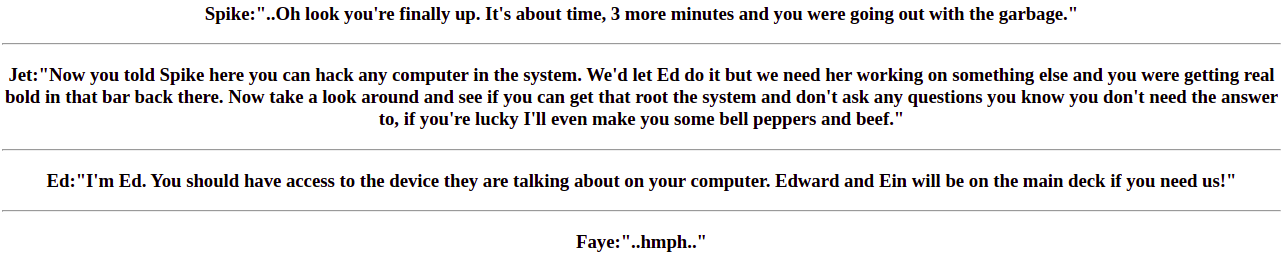 Spike:"..Oh look you're finally up. It's about time, 3 more minutes and you were going out with the garbage."
Jet:"Now you told Spike here you can hack any computer in the system. We'd let Ed do it but we need her working on something else and you were getting real
bold in that bar back there. Now take a look around and see if you can get that root the system and don't ask any questions you know you don't need the answer
to, if you're lucky I'll even make you some bell peppers and beef."
Ed:"I'm Ed. You should have access to the device they are talking about on your computer. Edward and Ein will be on the main deck if you need us!"
Faye:"..hmph.."